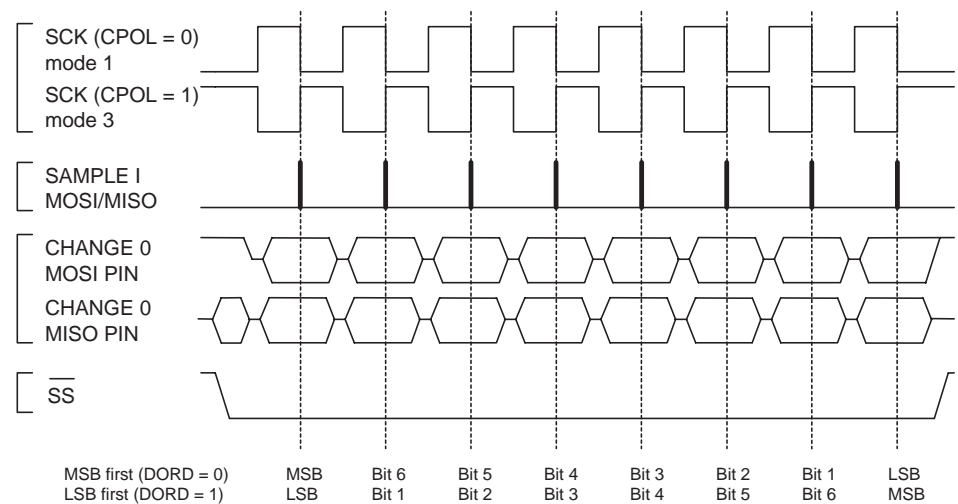 SCK (CPOL = 0)
mode 1
SCK (CPOL = 1)
mode 3
SAMPLE I
MOSI/MISO
CHANGE 0
MOSI PIN
CHANGE 0
MISO PIN
SS
MSB first (DORD = 0) MSB Bit 6 Bit 5 Bit 4 Bit 3 Bit 2 Bit 1 LSB
LSB first (DORD = 1) LSB Bit 1 Bit 2 Bit 3 Bit 4 Bit 5 Bit 6 MSB